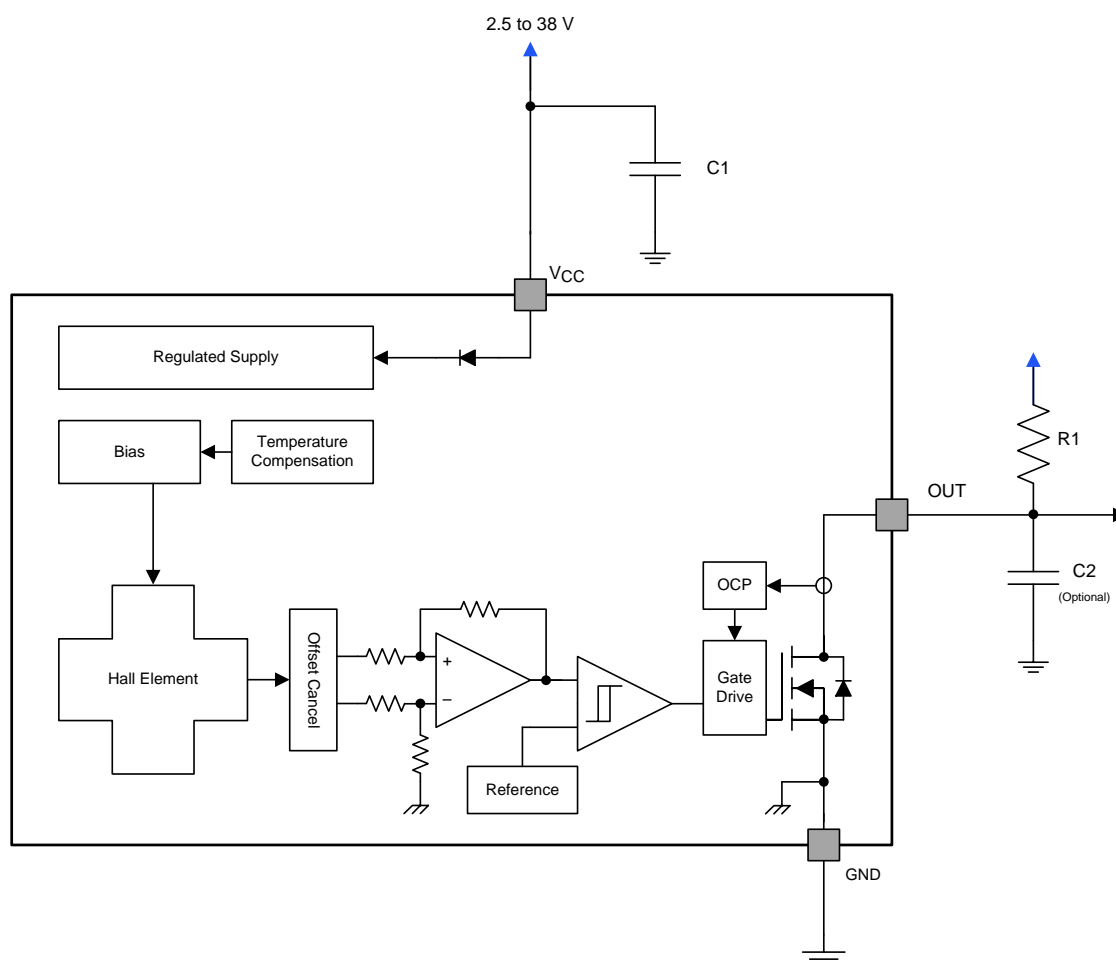 2.5 to 38 V
C1
VCC
Regulated Supply
Bias
Temperature
Compensation
R1
OUT
C2
(Optional)
OCP
Hall Element
Offset Cancel
+
–
Gate
Drive
Reference
GND